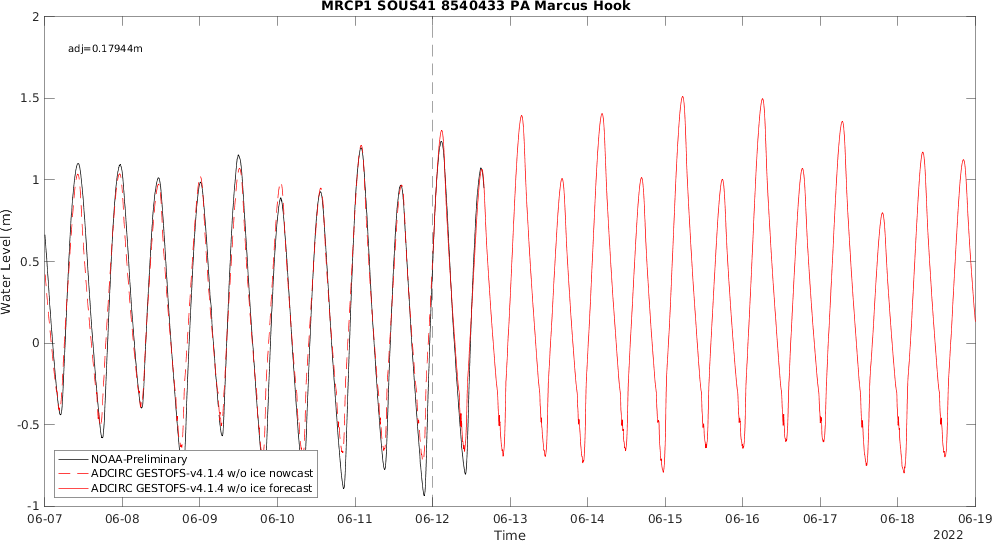 MRCP1 SOUS41 8540433 PA Marcus Hook
adj=0.17944m
Water Level (m)
2
1.5
1
0.5
0
-0.5
-1
NOAA-Preliminary
ADCIRC GESTOFS-v4.1.4 w/o ice nowcast
ADCIRC GESTOFS-v4.1.4 w/o ice forecast
06-07 06-08 06-09 06-10 06-11 06-12 06-13 06-14 06-15 06-16 06-17 06-18 06-19
Time
2022